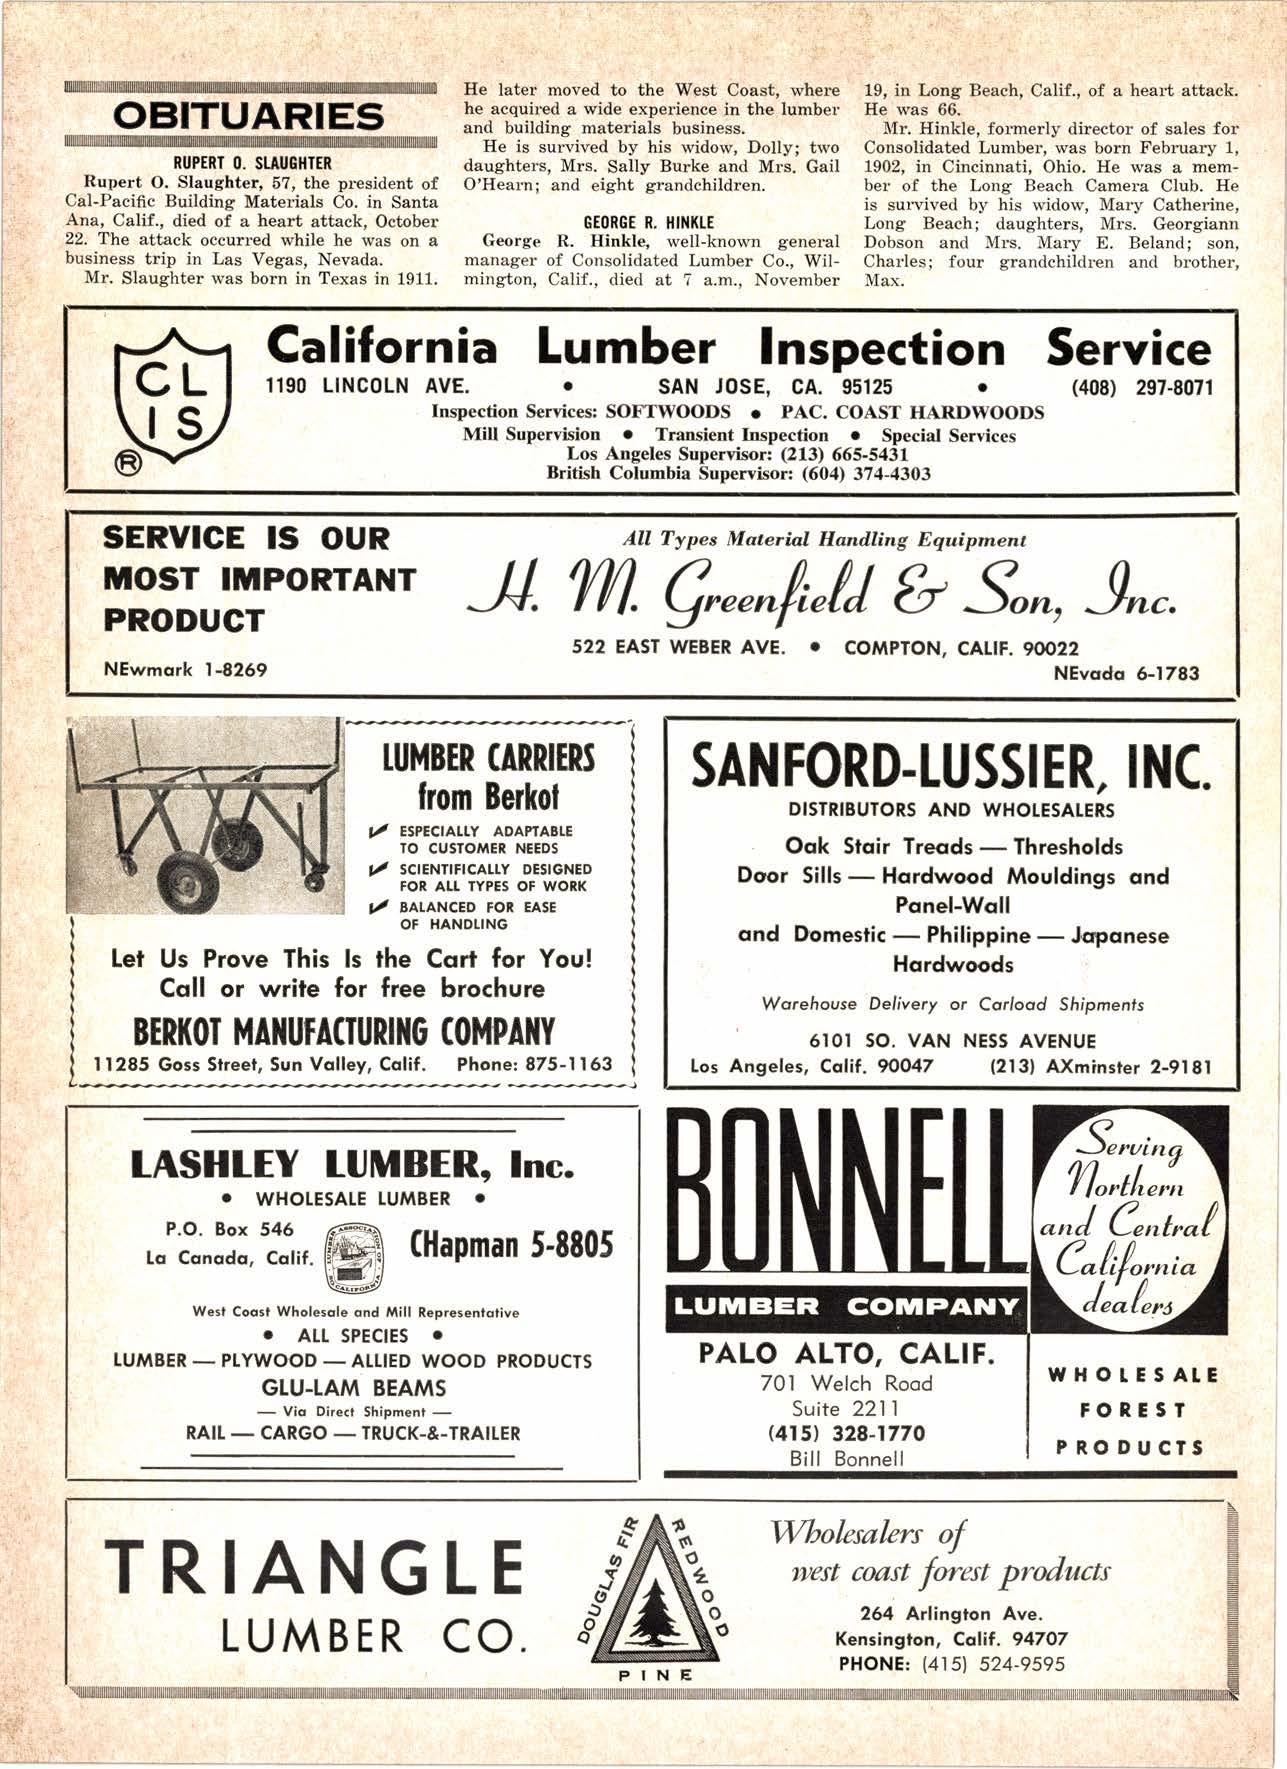 OBITUARIES
RUPERT O. SLAUGHTER
Rupert O. Slaughter, 57, the president of
Cal-Pacific Building Materials Co. in Santa
Ana, Calif., died of a heart attack, October
22. The attack occurred while he was on a
business trip in Las Vegas, Nevada.
Mr. Slaughter was born in Texas in 1911.
He later moved to the West Coast, where
he acquired a wide experience in the lumber
and building materials business.
He is survived by his widow, Dolly; two
daughters, Mrs. Sally Burke and Mrs. Gail
O'Hearn; and eight grandchildren.
GEORGE R. HINKLE
George R. Hinkle, well-known general
manager of Consolidated Lumber Co., Wil-
mington, Calif., died at 7 a.m., November
19, in Long Beach, Calif., of a heart attack.
He was 66.
Mr. Hinkle, formerly director of sales for
Consolidated Lumber, was born February 1,
1902, in Cincinnati, Ohio. He was a mem-
ber of the Long Beach Camera Club. He
is survived by his widow, Mary Catherine,
Long Beach; daughters, Mrs. Georgiann
Dobson and Mrs. Mary E. Beland; son,
Charles; four grandchildren and brother,
Max.
CL
IS
®
California Lumber Inspection Service
1190 LINCOLN AVE. • SAN JOSE, CA. 95125 • (408) 297-8071
Inspection Services: SOFTWOODS • PAC. COAST HARDWOODS
Mill Supervision • Transient Inspection • Special Services
Los Angeles Supervisor: (213) 665-5431
British Columbia Supervisor: (604) 374-4303
SERVICE IS OUR
MOST IMPORTANT
PRODUCT
NEwmark 1-8269
All Types Material Handling Equipment
H. M. Greenfield & Son, Inc.
522 EAST WEBER AVE. • COMPTON, CALIF. 90022
NEvada 6-1783
LUMBER CARRIERS
from Berkot
✔ ESPECIALLY ADAPTABLE
TO CUSTOMER NEEDS
✔ SCIENTIFICALLY DESIGNED
FOR ALL TYPES OF WORK
✔ BALANCED FOR EASE
OF HANDLING
Let Us Prove This Is the Cart for You!
Call or write for free brochure
BERKOT MANUFACTURING COMPANY
11285 Goss Street, Sun Valley, Calif. Phone: 875-1163
SANFORD-LUSSIER, INC.
DISTRIBUTORS AND WHOLESALERS
Oak Stair Treads — Thresholds
Door Sills — Hardwood Mouldings and
Panel-Wall
and Domestic — Philippine — Japanese
Hardwoods
Warehouse Delivery or Carload Shipments
6101 SO. VAN NESS AVENUE
Los Angeles, Calif. 90047 (213) AXminster 2-9181
LASHLEY LUMBER, Inc.
• WHOLESALE LUMBER •
P.O. Box 546
La Canada, Calif.
LUMBER ASSOCIATION OF SO. CALIFORNIA
CHapman 5-8805
West Coast Wholesale and Mill Representative
• ALL SPECIES •
LUMBER — PLYWOOD — ALLIED WOOD PRODUCTS
GLU-LAM BEAMS
— Via Direct Shipment —
RAIL — CARGO — TRUCK-&-TRAILER
BONNELL
LUMBER COMPANY
PALO ALTO, CALIF.
701 Welch Road
Suite 2211
(415) 328-1770
Bill Bonnell
Serving
Northern
and Central
California
dealers
WHOLESALE
FOREST
PRODUCTS
TRIANGLE
LUMBER CO.
DOUGLAS FIR
REDWOOD
PINE
Wholesalers of
west coast forest products
264 Arlington Ave.
Kensington, Calif. 94707
PHONE: (415) 524-9595